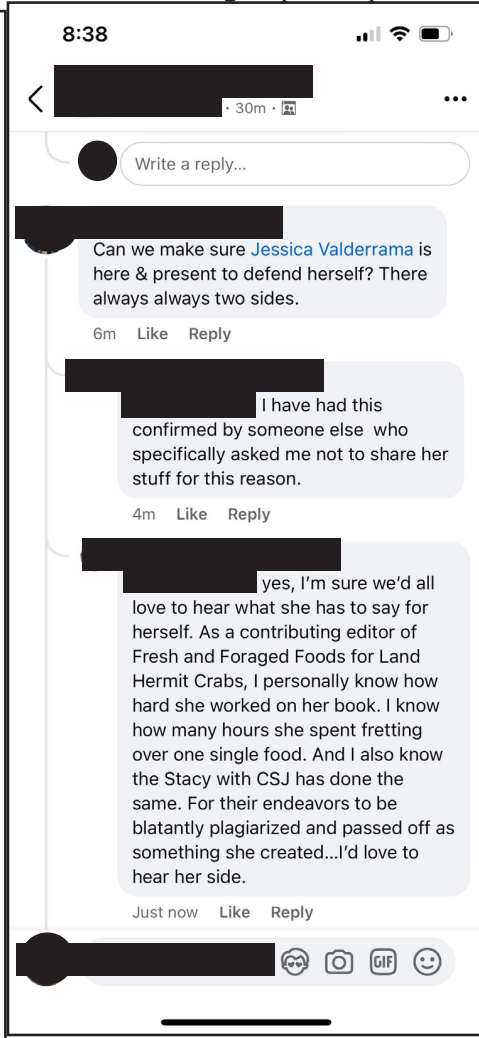 8:38
· 30m ·
Write a reply...
Can we make sure Jessica Valderrama is
here & present to defend herself? There
always always two sides.
6m Like Reply
I have had this
confirmed by someone else who
specifically asked me not to share her
stuff for this reason.
4m Like Reply
yes, I'm sure we'd all
love to hear what she has to say for
herself. As a contributing editor of
Fresh and Foraged Foods for Land
Hermit Crabs, I personally know how
hard she worked on her book. I know
how many hours she spent fretting
over one single food. And I also know
the Stacy with CSJ has done the
same. For their endeavors to be
blatantly plagiarized and passed off as
something she created...I'd love to
hear her side.
Just now Like Reply
GIF